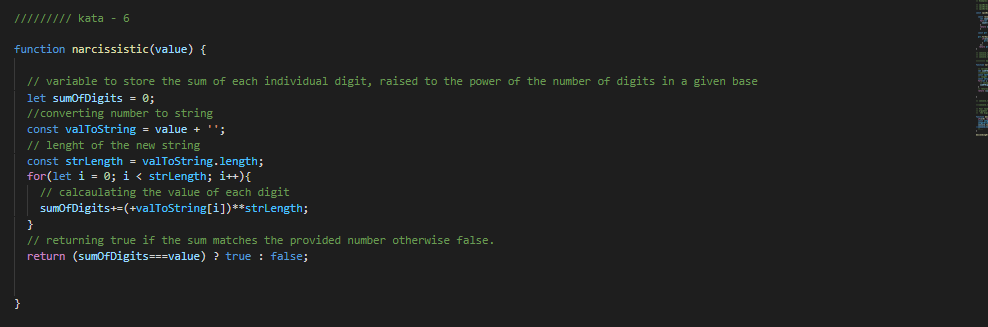 ///////// kata - 6
function narcissistic(value) {
// variable to store the sum of each individual digit, raised to the power of the number of digits in a given base
let sumOfDigits = 0;
//converting number to string
const valToString = value + '';
// lenght of the new string
const strLength = valToString.length;
for(let i = 0; i < strLength; i++){
// calcaulating the value of each digit
sumOfDigits+=(+valToString[i])**strLength;
}
// returning true if the sum matches the provided number otherwise false.
return (sumOfDigits===value) ? true : false;
}